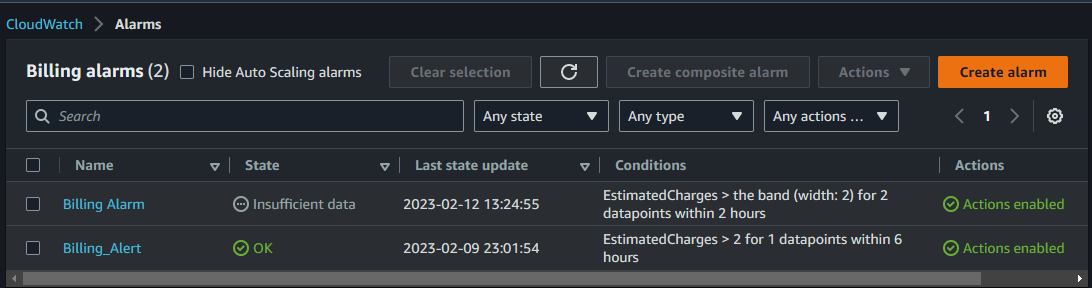 CloudWatch > Alarms
Billing alarms (2) Hide Auto Scaling alarms Clear selection Create composite alarm Actions Create alarm
Search Any state Any type Any actions ... 1
Name State Last state update Conditions Actions
Billing Alarm Insufficient data 2023-02-12 13:24:55 EstimatedCharges > the band (width: 2) for 2
datapoints within 2 hours Actions enabled
Billing_Alert OK 2023-02-09 23:01:54 EstimatedCharges > 2 for 1 datapoints within 6
hours Actions enabled